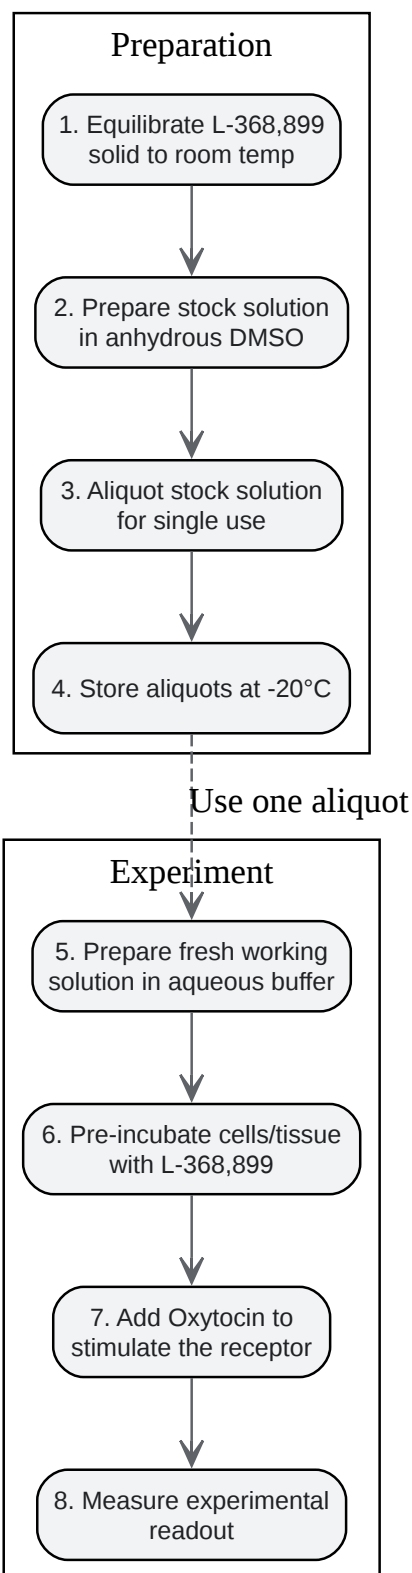 Preparation
1. Equilibrate L-368,899
solid to room temp
2. Prepare stock solution
in anhydrous DMSO
3. Aliquot stock solution
for single use
4. Store aliquots at -20°C
Use one aliquot
Experiment
5. Prepare fresh working
solution in aqueous buffer
6. Pre-incubate cells/tissue
with L-368,899
7. Add Oxytocin to
stimulate the receptor
8. Measure experimental
readout